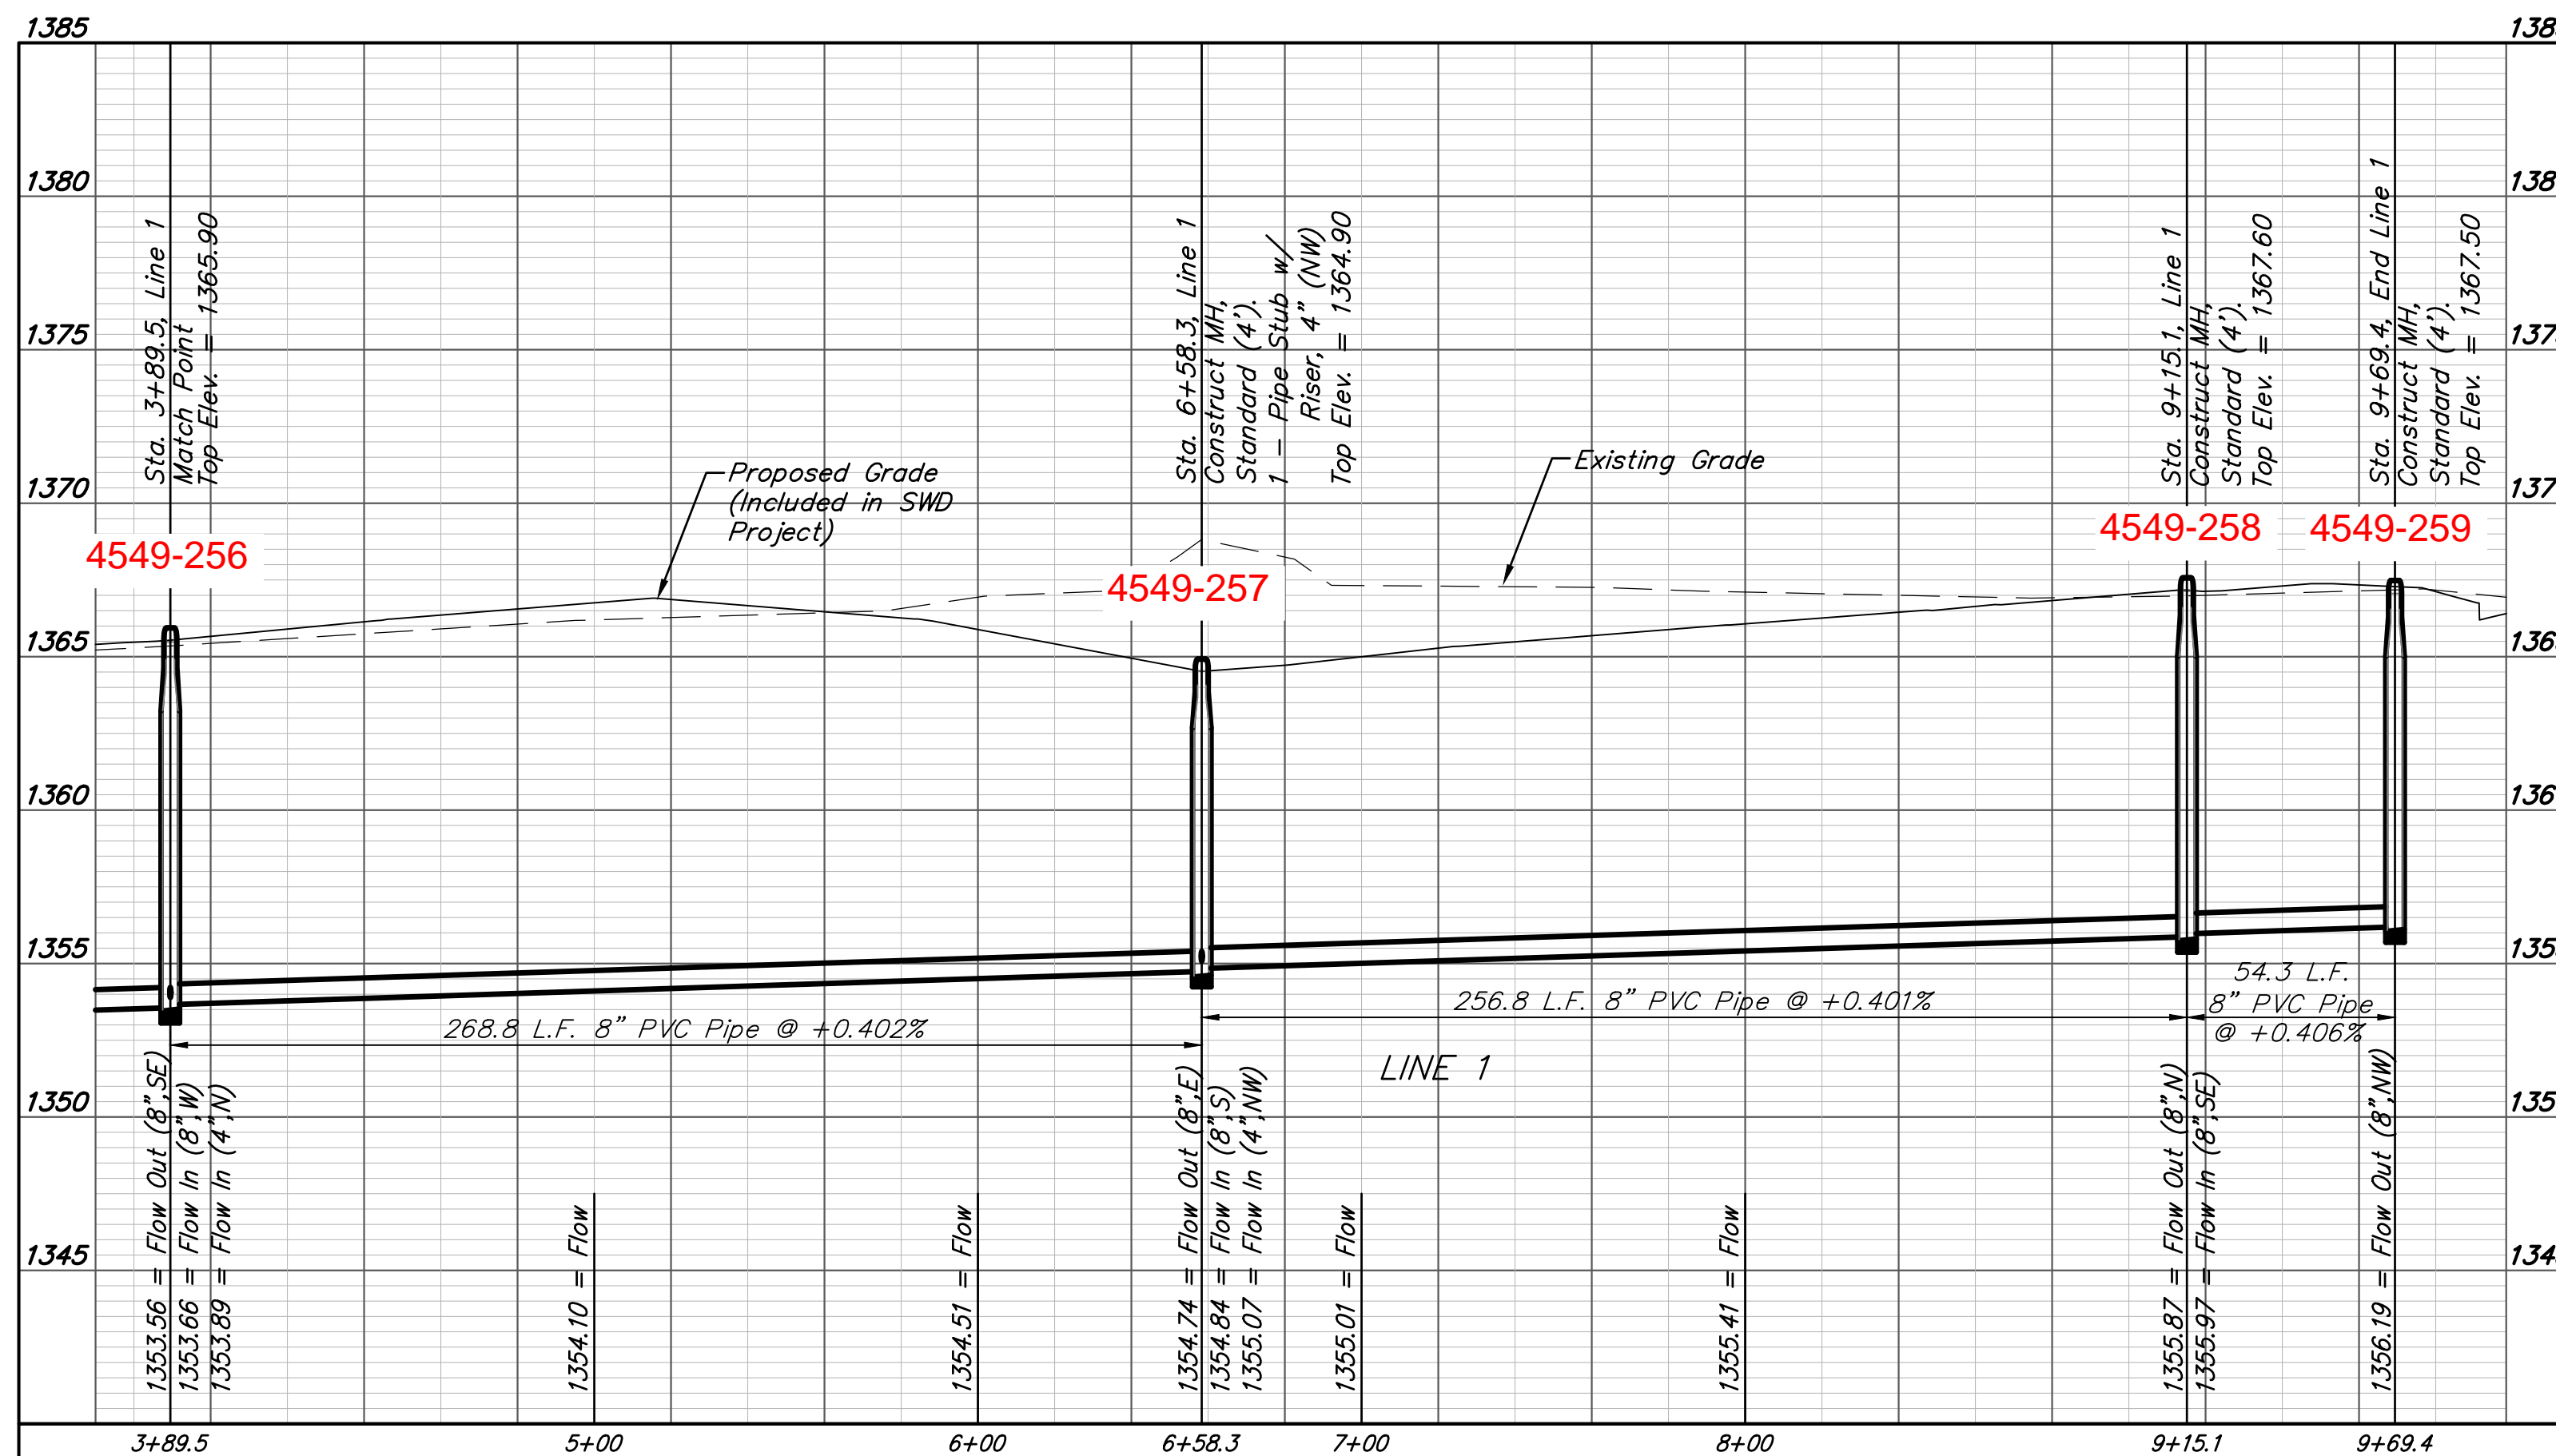 1385
1380
1375
1370
1365
1360
1355
1350
1345
138
138
137
137
136
136
135
135
134
Sta. 3+89.5, Line 1
Match Point
Top Elev. = 1365.90
Sta. 6+58.3, Line 1
Construct MH,
Standard (4').
1 - Pipe Stub w/
Riser, 4" (NW)
Top Elev. = 1364.90
Sta. 9+15.1, Line 1
Construct MH,
Standard (4').
Top Elev. = 1367.60
Sta. 9+69.4, End Line 1
Construct MH,
Standard (4').
Top Elev. = 1367.50
Proposed Grade
(Included in SWD
Project)
Existing Grade
4549-256
4549-257
4549-258
4549-259
268.8 L.F. 8" PVC Pipe @ +0.402%
256.8 L.F. 8" PVC Pipe @ +0.401%
54.3 L.F.
8" PVC Pipe
@ +0.406%
LINE 1
1353.56 = Flow Out (8",SE)
1353.66 = Flow In (8",W)
1353.89 = Flow In (4",N)
1354.10 = Flow
1354.51 = Flow
1354.74 = Flow Out (8",E)
1354.84 = Flow In (8",S)
1355.07 = Flow In (4",NW)
1355.01 = Flow
1355.41 = Flow
1355.87 = Flow Out (8",N)
1355.97 = Flow In (8",SE)
1356.19 = Flow Out (8",NW)
3+89.5
5+00
6+00
6+58.3
7+00
8+00
9+15.1
9+69.4